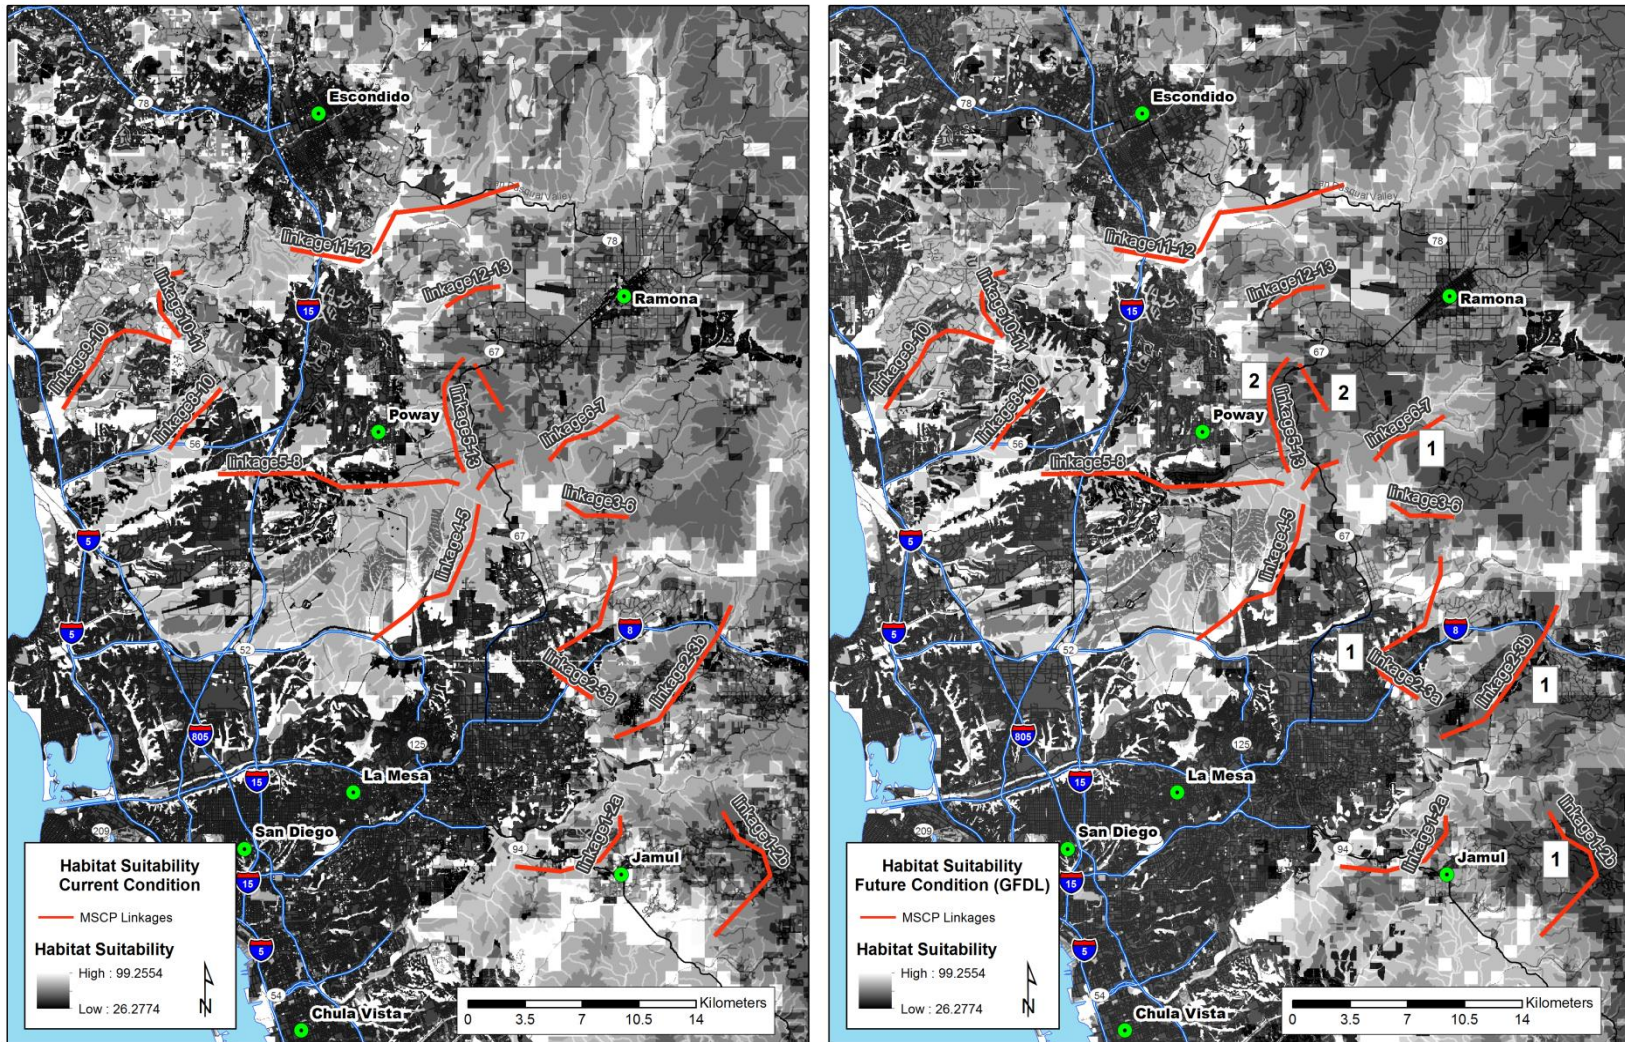 78
Escondido
San Pasqual Valley
linkage11-12
78
linkage10-11
linkage12-13
Ramona
15
linkage9-10
67
linkage8-10
linkage5-13
Poway
linkage6-7
56
linkage5-8
linkage3-6
linkage4-5
67
5
5
8
52
linkage2-3a
linkage2-3b
805
125
15
La Mesa
linkage1-2a
linkage1-2b
209
San Diego
94
Jamul
15
5
54
Chula Vista
Habitat Suitability
Current Condition
MSCP Linkages
Habitat Suitability
High : 99.2554
Low : 26.2774
N
Kilometers
0 3.5 7 10.5 14
78
Escondido
San Pasqual Valley
linkage11-12
78
linkage10-11
linkage12-13
Ramona
15
linkage9-10
67
2
2
linkage8-10
linkage5-13
Poway
linkage6-7
1
56
linkage5-8
linkage3-6
linkage4-5
67
5
5
8
52
1
linkage2-3a
linkage2-3b
1
805
125
15
La Mesa
linkage1-2a
linkage1-2b
209
San Diego
94
1
Jamul
15
5
54
Chula Vista
Habitat Suitability
Future Condition (GFDL)
MSCP Linkages
Habitat Suitability
High : 99.2554
Low : 26.2774
N
Kilometers
0 3.5 7 10.5 14